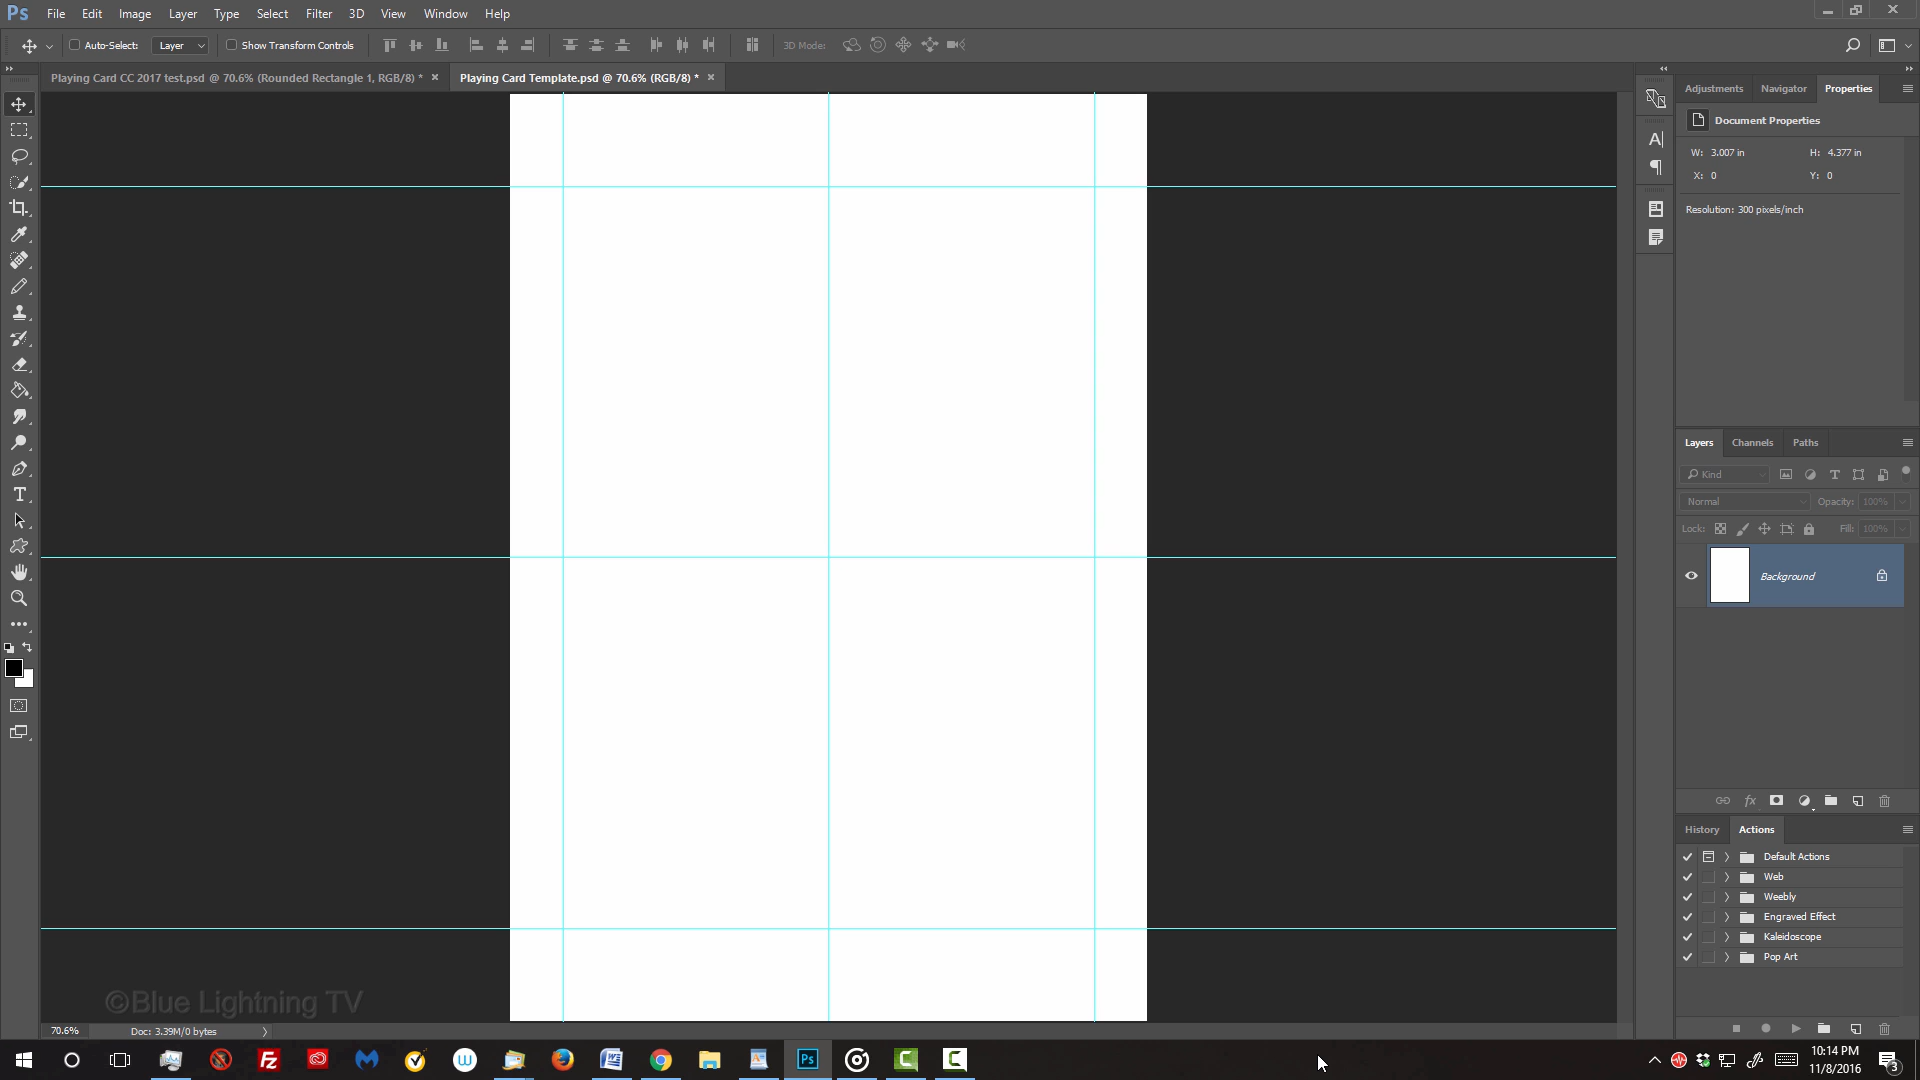 Ps File Edit Image Layer Type Select Filter 3D View Window Help
Auto-Select: Layer Show Transform Controls 3D Mode:
Playing Card CC 2017 test.psd @ 70.6% (Rounded Rectangle 1, RGB/8) * × Playing Card Template.psd @ 70.6% (RGB/8) * ×
Adjustments Navigator Properties
Document Properties
W: 3.007 in H: 4.377 in
X: 0 Y: 0
Resolution: 300 pixels/inch
Layers Channels Paths
Kind
Normal Opacity: 100%
Lock: Fill: 100%
Background
fx
History Actions
Default Actions
Web
Weebly
Engraved Effect
Kaleidoscope
Pop Art
©Blue Lightning TV
70.6% Doc: 3.39M/0 bytes
10:14 PM
11/8/2016
3